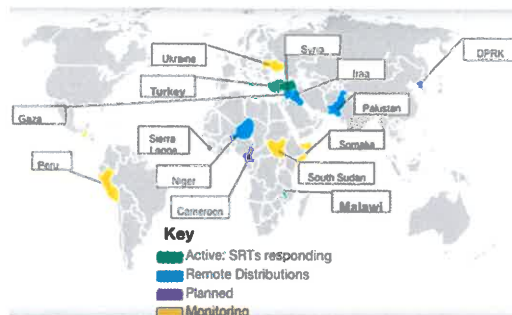 Syria
DPRK
Ukraine
Iraq
Turkey
Pakistan
Gaza
Sierra
Somalia
Peru
South Sudan
Niger
Malawi
Cameroon
Key
Active: SRTs responding
Remote Distributions
Planned
Monitoring